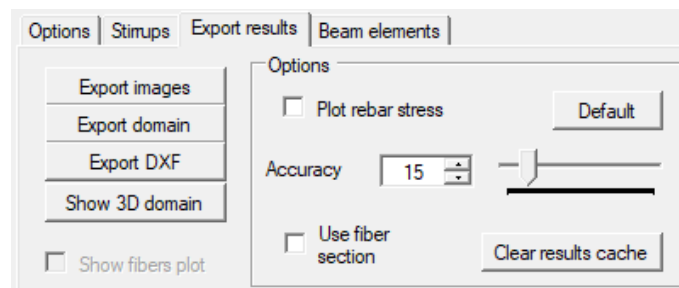 Options Stirrups Export results Beam elements
Export images
Export domain
Export DXF
Show 3D domain
Show fibers plot
Options
Plot rebar stress Default
Accuracy 15
Use fiber
section
Clear results cache